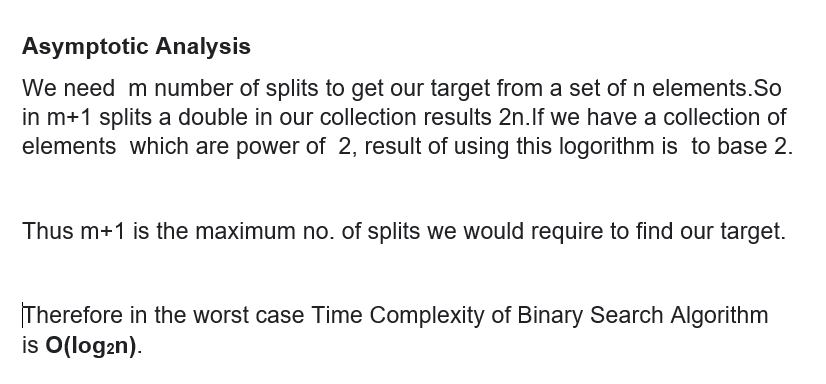 Asymptotic Analysis
We need  m number of splits to get our target from a set of n elements.So
in m+1 splits a double in our collection results 2n.If we have a collection of
elements  which are power of  2, result of using this logorithm is  to base 2.
Thus m+1 is the maximum no. of splits we would require to find our target.
Therefore in the worst case Time Complexity of Binary Search Algorithm
is O(log₂n).